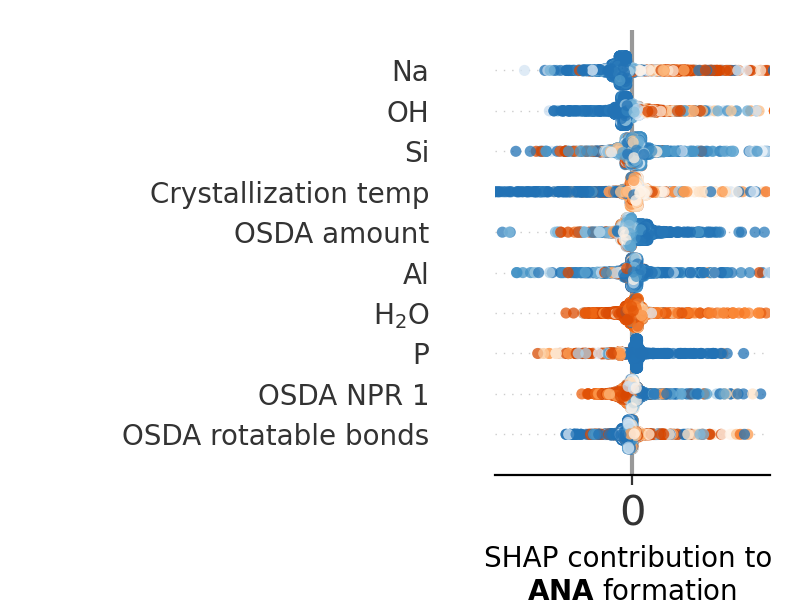 Na
OH
Si
Crystallization temp
OSDA amount
Al
H₂O
P
OSDA NPR 1
OSDA rotatable bonds
0
SHAP contribution to
ANA formation